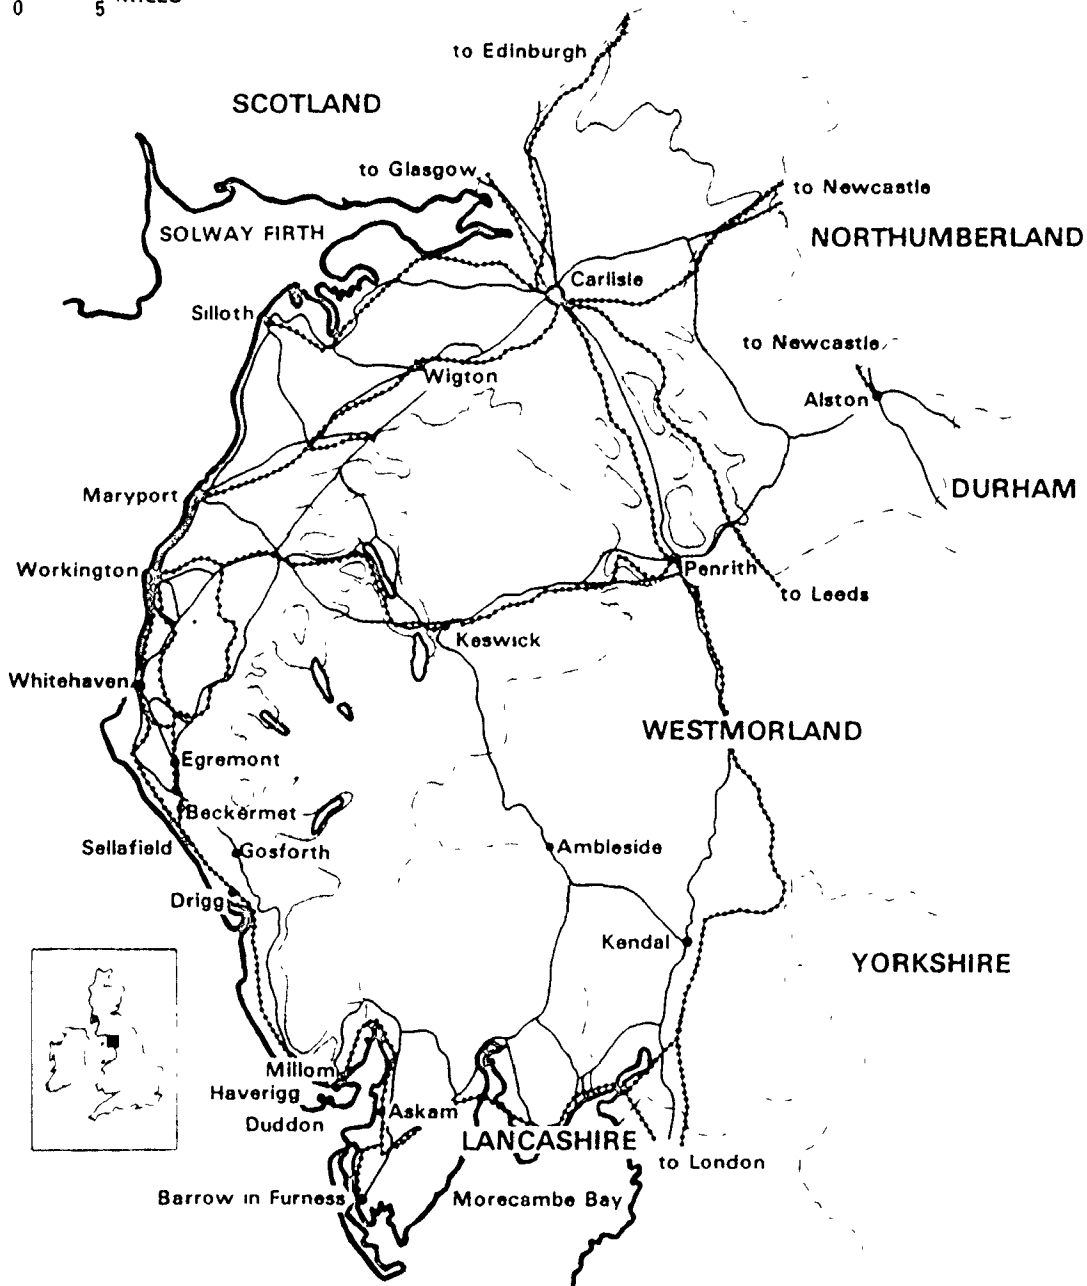 0 5 MILES
to Edinburgh
SCOTLAND
to Glasgow
to Newcastle
SOLWAY FIRTH
NORTHUMBERLAND
Carlisle
Silloth
to Newcastle
Wigton
Alston
Maryport
DURHAM
Workington
Penrith
to Leeds
Keswick
Whitehaven
WESTMORLAND
Egremont
Beckermet
Sellafield
Gosforth
Ambleside
Drigg
Kendal
YORKSHIRE
Millom
Haverigg
Duddon
Askam
LANCASHIRE
to London
Barrow in Furness
Morecambe Bay